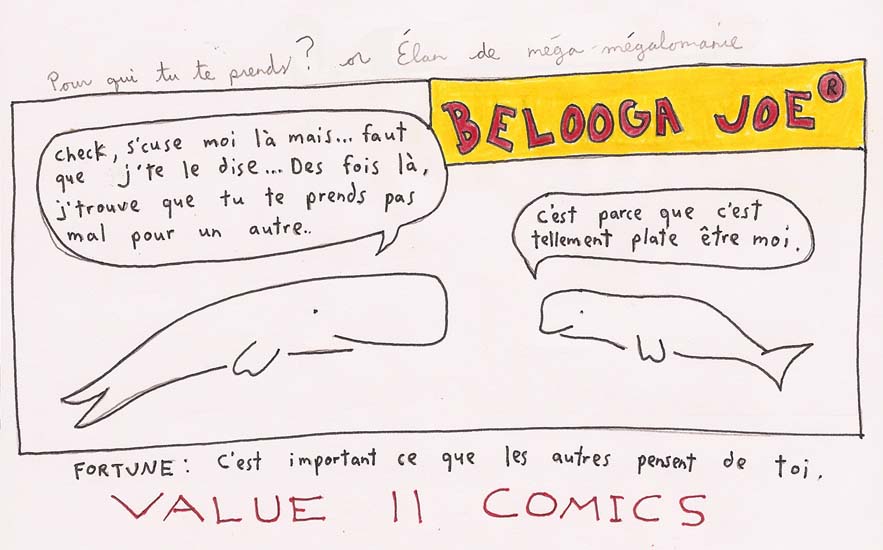 Pour qui tu te prends? or Élan de méga-mégalomanie
BELOOGA JOE ®
check, s'cuse moi là mais... faut
que j'te le dise... Des fois là,
j'trouve que tu te prends pas
mal pour un autre..
c'est parce que c'est
tellement plate être moi.
FORTUNE: C'est important ce que les autres pensent de toi.
VALUE II COMICS